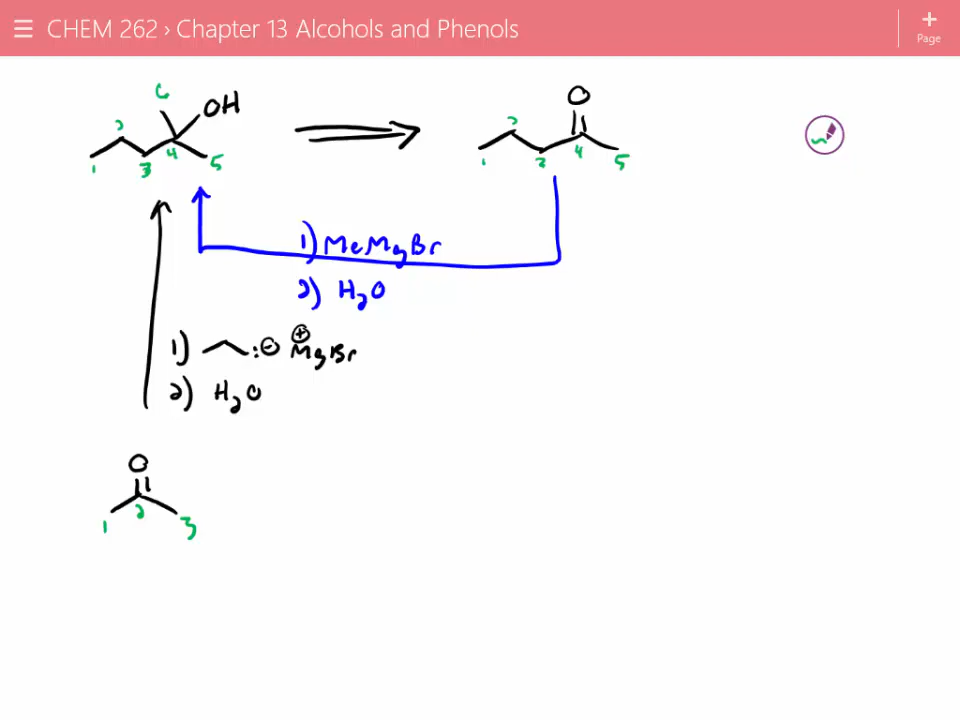 ☰ CHEM 262 › Chapter 13 Alcohols and Phenols
+
Page
6
OH
O
2
2
1
3
4
5
1
3
4
5
1) MeMgBr
2) H2O
1) :⊖ ⊕MgBr
2) H2O
O
1
2
3